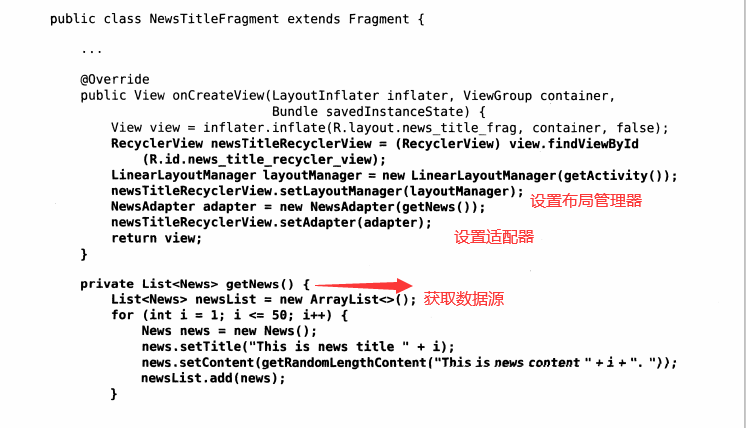 public class NewsTitleFragment extends Fragment {
...
@Override
public View onCreateView(LayoutInflater inflater, ViewGroup container,
Bundle savedInstanceState) {
View view = inflater.inflate(R.layout.news_title_frag, container, false);
RecyclerView newsTitleRecyclerView = (RecyclerView) view.findViewById
(R.id.news_title_recycler_view);
LinearLayoutManager layoutManager = new LinearLayoutManager(getActivity());
newsTitleRecyclerView.setLayoutManager(layoutManager);
设置布局管理器
NewsAdapter adapter = new NewsAdapter(getNews());
newsTitleRecyclerView.setAdapter(adapter);
return view;
设置适配器
}
private List<News> getNews() {
List<News> newsList = new ArrayList<>();
获取数据源
for (int i = 1; i <= 50; i++) {
News news = new News();
news.setTitle("This is news title " + i);
news.setContent(getRandomLengthContent("This is news content " + i + ". "));
newsList.add(news);
}